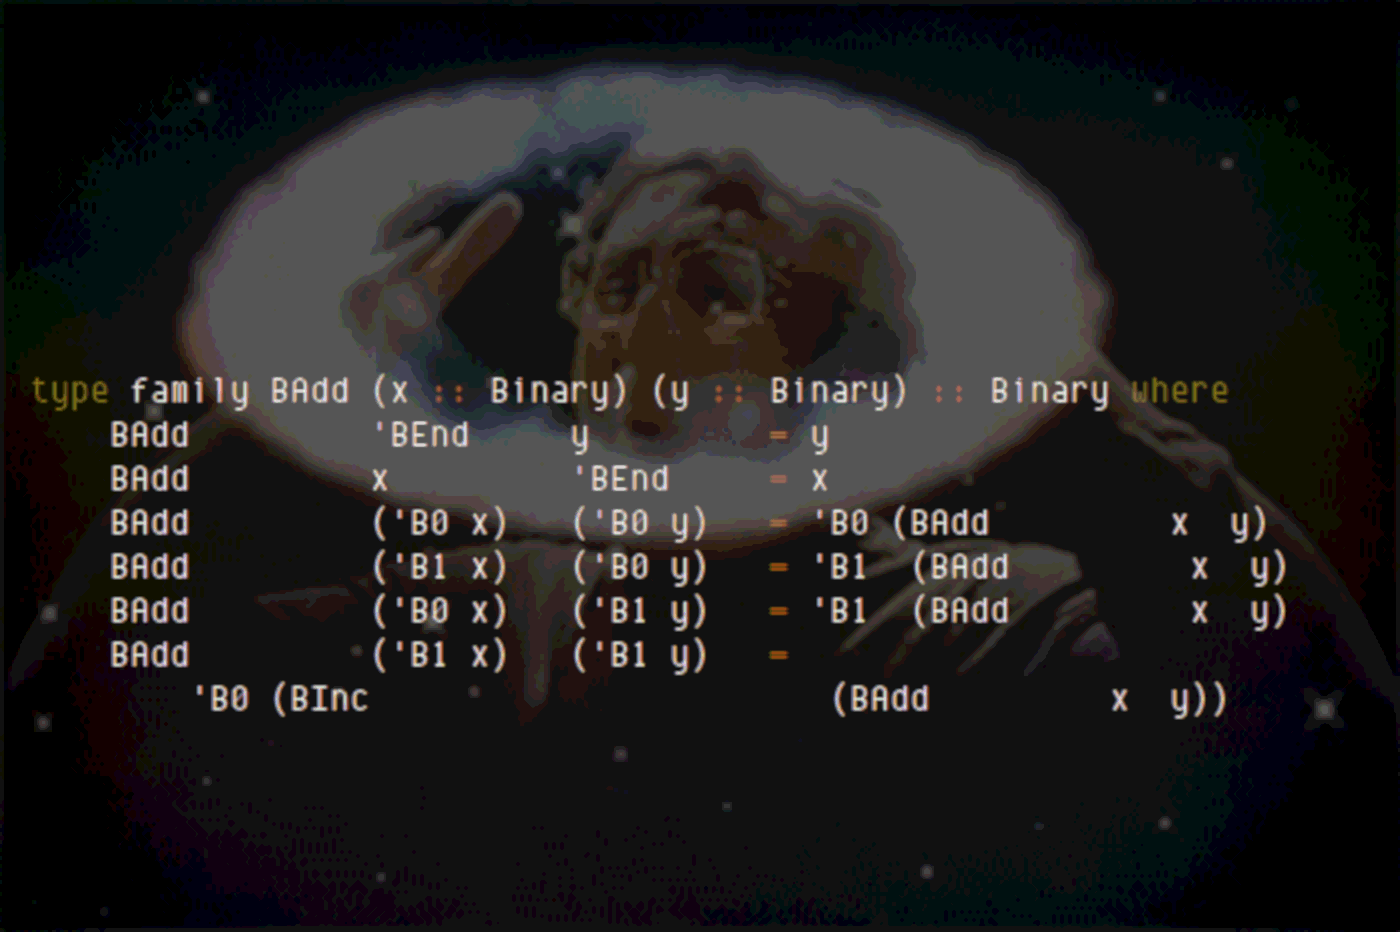 type family BAdd (x :: Binary) (y :: Binary) :: Binary where
BAdd 'BEnd y = y
BAdd x 'BEnd = x
BAdd ('B0 x) ('B0 y) = 'B0 (BAdd x y)
BAdd ('B1 x) ('B0 y) = 'B1 (BAdd x y)
BAdd ('B0 x) ('B1 y) = 'B1 (BAdd x y)
BAdd ('B1 x) ('B1 y) =
'B0 (BInc (BAdd x y))